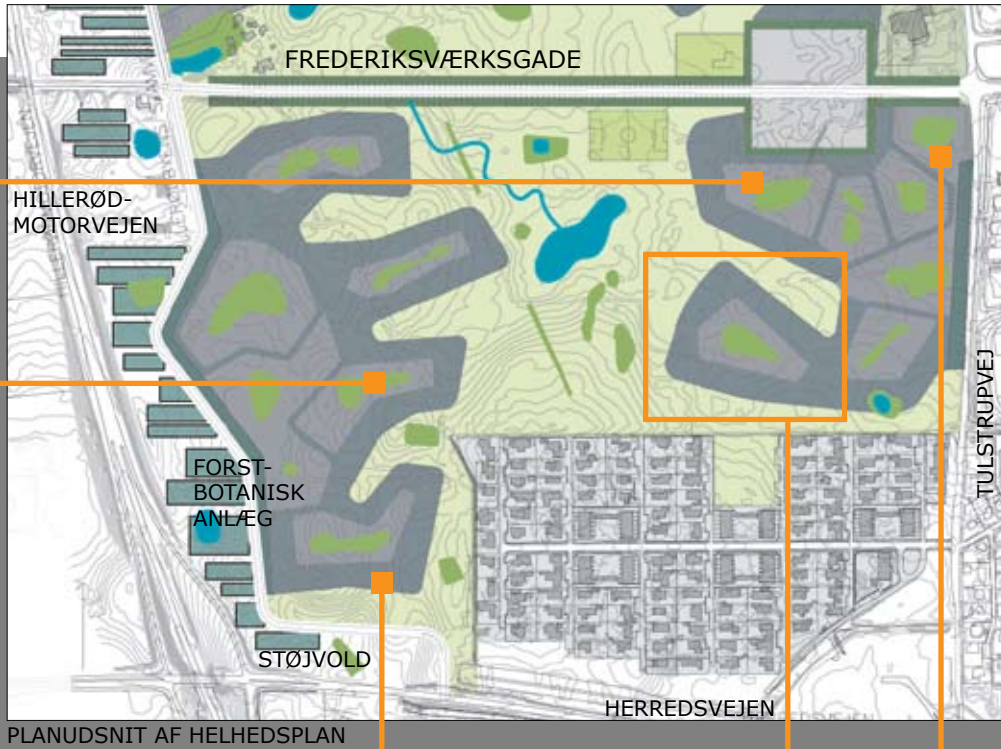 FREDERIKSVÆRKSGADE
HILLERØD-
MOTORVEJEN
TULSTRUPVEJ
FORST-
BOTANISK
ANLÆG
STØJVOLD
HERREDSVEJEN
PLANUDSNIT AF HELHEDSPLAN